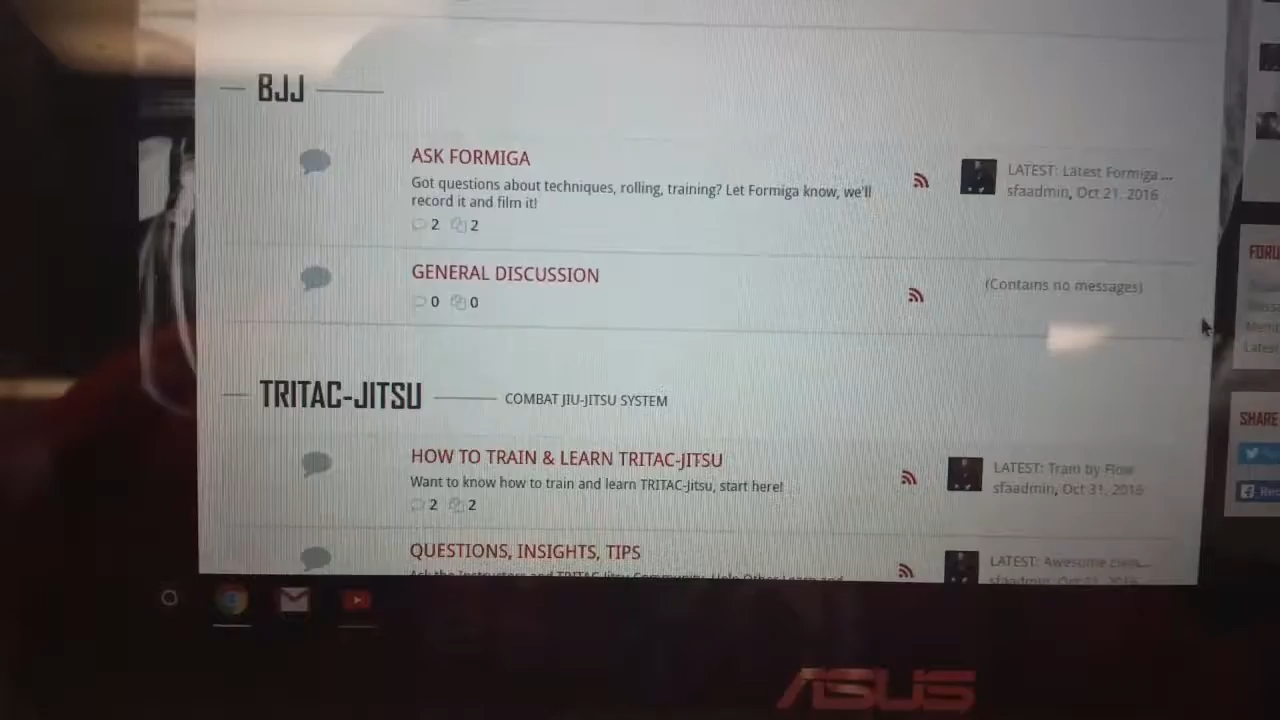 BJJ
ASK FORMIGA
Got questions about techniques, rolling, training? Let Formiga know, we'll
record it and film it!
2 2
LATEST: Latest Formiga ...
sfaadmin, Oct 21, 2016
GENERAL DISCUSSION
0 0
(Contains no messages)
FORU
Latest
TRITAC-JITSU
COMBAT JIU-JITSU SYSTEM
SHARE
HOW TO TRAIN & LEARN TRITAC-JITSU
Want to know how to train and learn TRITAC-Jitsu, start here!
2 2
LATEST: Train by Flow
sfaadmin, Oct 31, 2016
QUESTIONS, INSIGHTS, TIPS
LATEST: Awesome
ASUS